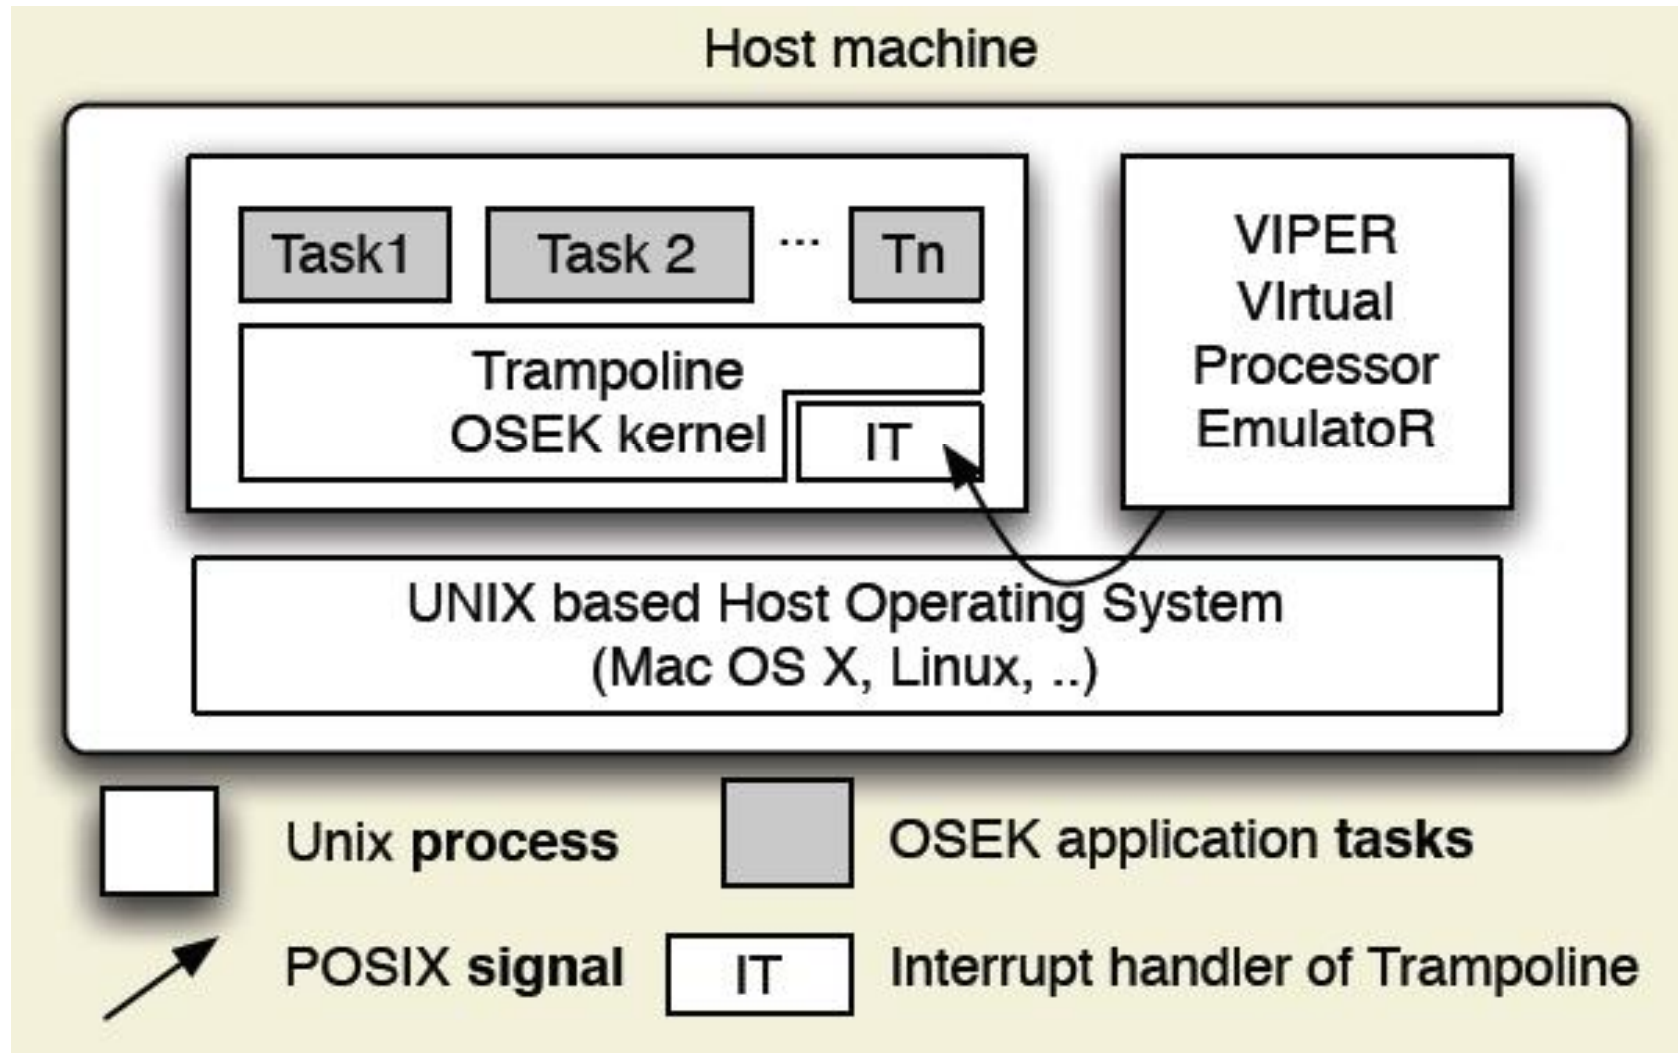 Host machine
Task1
Task 2
...
Tn
Trampoline
OSEK kernel
IT
VIPER
VIrtual
Processor
EmulatoR
UNIX based Host Operating System
(Mac OS X, Linux, ..)
Unix process
OSEK application tasks
POSIX signal
IT
Interrupt handler of Trampoline